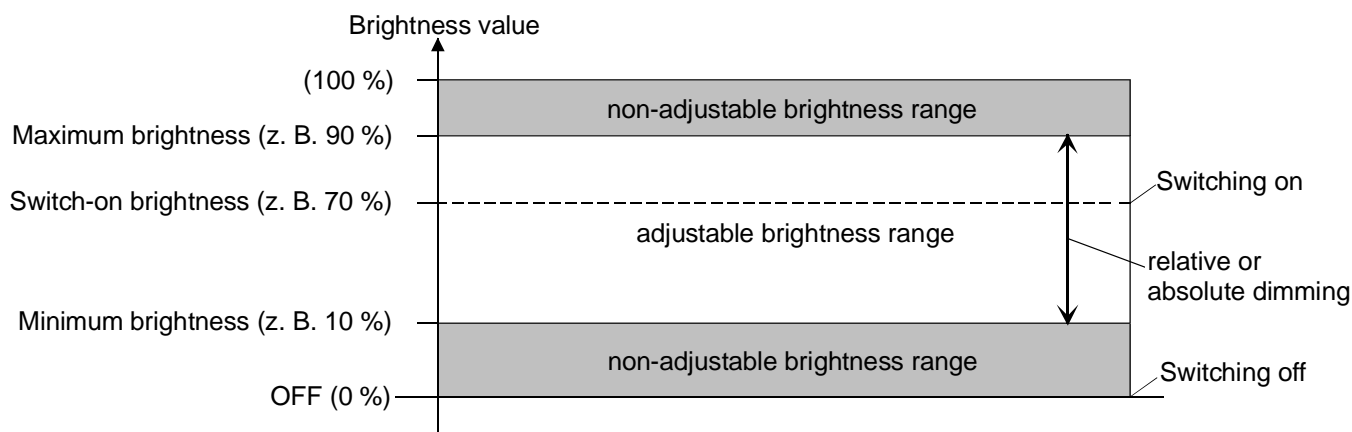 Brightness value
(100 %)
non-adjustable brightness range
Maximum brightness (z. B. 90 %)
Switching on
Switch-on brightness (z. B. 70 %)
adjustable brightness range
relative or
absolute dimming
Minimum brightness (z. B. 10 %)
non-adjustable brightness range
Switching off
OFF (0 %)